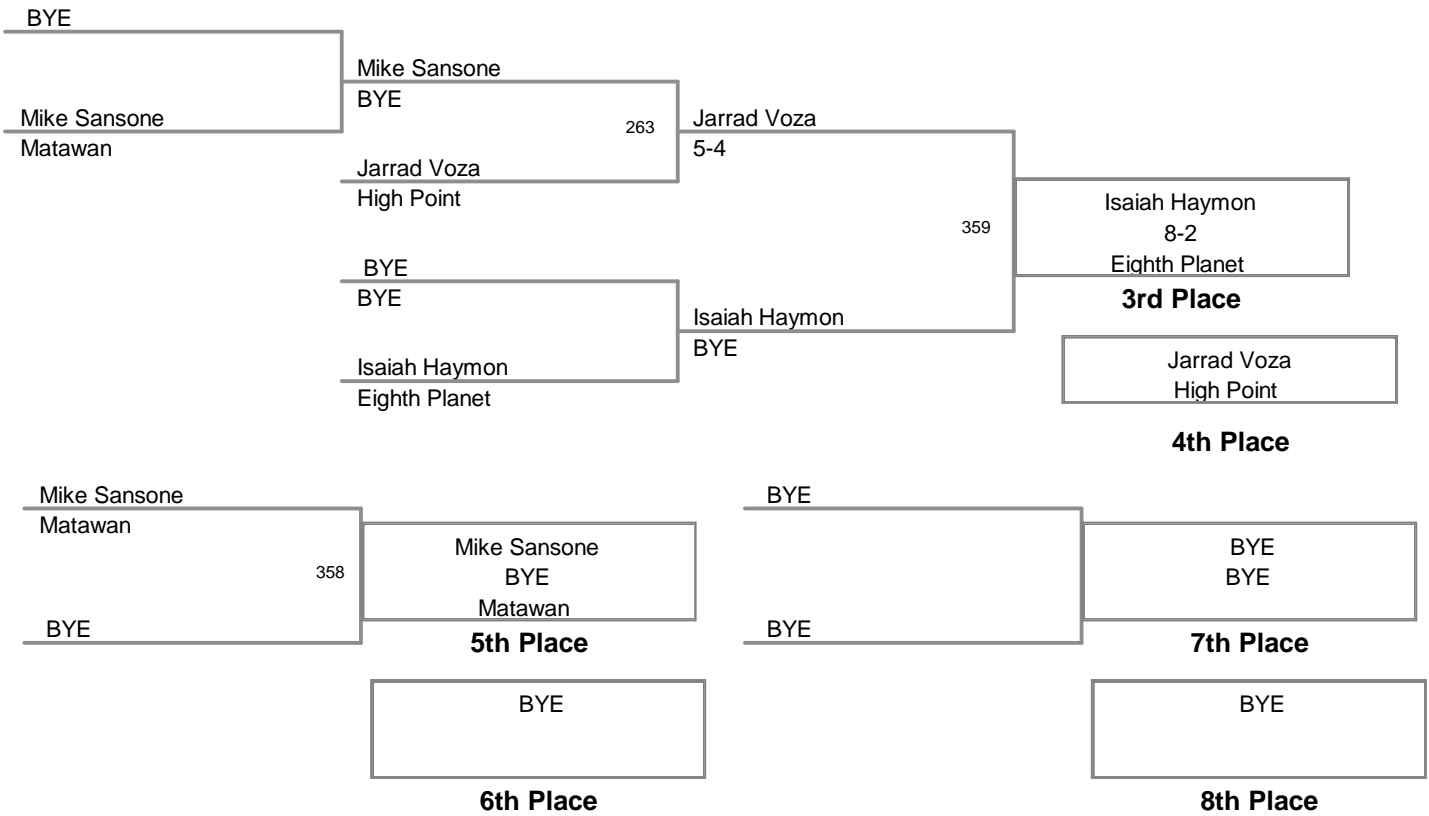 BYE
Mike Sansone
BYE
Mike Sansone
Matawan
263
Jarrad Voza
5-4
Jarrad Voza
High Point
359
Isaiah Haymon
8-2
Eighth Planet
3rd Place
BYE
BYE
Isaiah Haymon
BYE
Isaiah Haymon
Eighth Planet
Jarrad Voza
High Point
4th Place
Mike Sansone
Matawan
358
BYE
Mike Sansone
BYE
Matawan
5th Place
BYE
6th Place
BYE
BYE
BYE
BYE
7th Place
BYE
8th Place